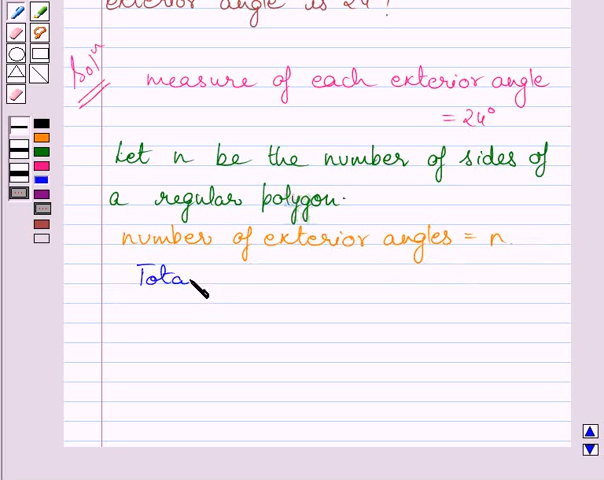 exterior angle is 24°?
Solⁿ
measure of each exterior angle
= 24°
Let n be the number of sides of
a regular polygon.
number of exterior angles = n.
Tota